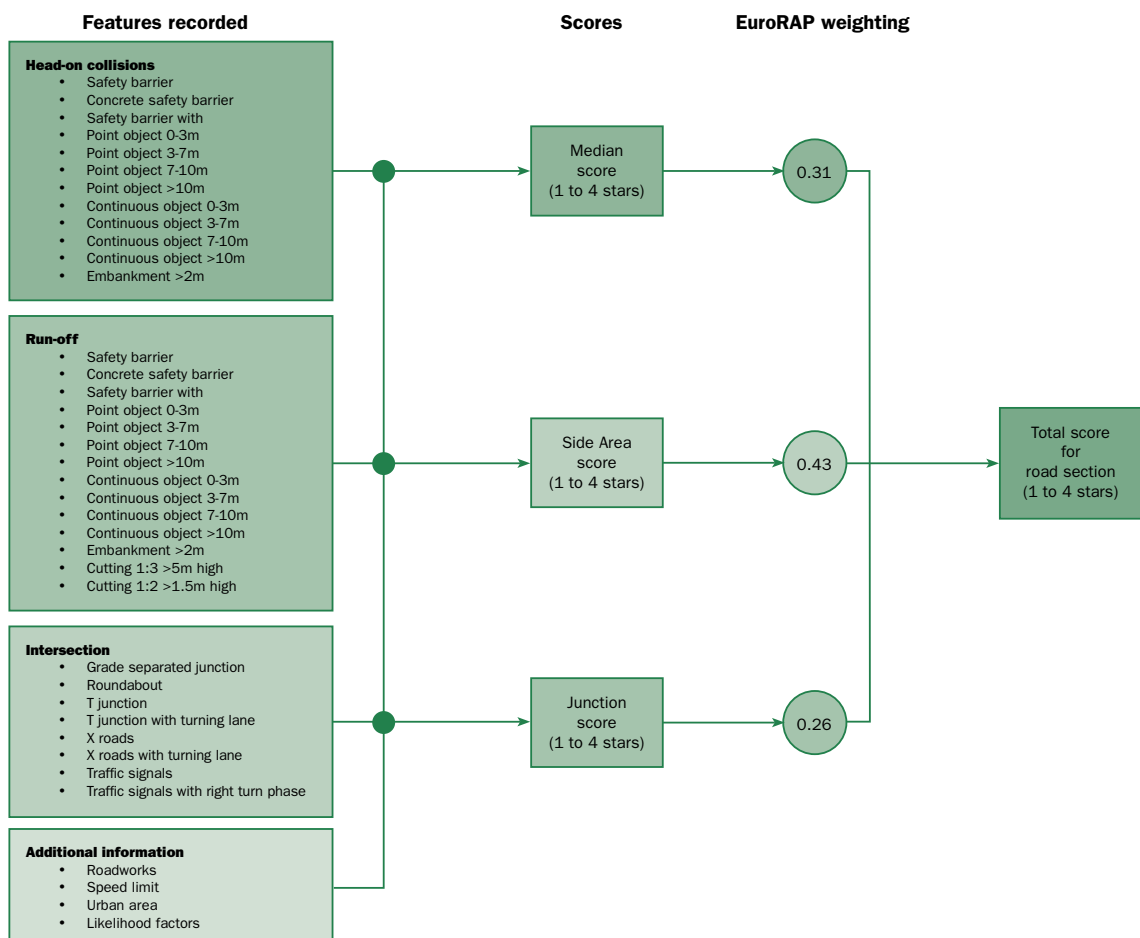 Features recorded
Scores
EuroRAP weighting
Head-on collisions
• Safety barrier
• Concrete safety barrier
• Safety barrier with
• Point object 0-3m
• Point object 3-7m
• Point object 7-10m
• Point object >10m
• Continuous object 0-3m
• Continuous object 3-7m
• Continuous object 7-10m
• Continuous object >10m
• Embankment >2m
Median
score
(1 to 4 stars)
0.31
Run-off
• Safety barrier
• Concrete safety barrier
• Safety barrier with
• Point object 0-3m
• Point object 3-7m
• Point object 7-10m
• Point object >10m
• Continuous object 0-3m
• Continuous object 3-7m
• Continuous object 7-10m
• Continuous object >10m
• Embankment >2m
• Cutting 1:3 >5m high
• Cutting 1:2 >1.5m high
Side Area
score
(1 to 4 stars)
0.43
Total score
for
road section
(1 to 4 stars)
Intersection
• Grade separated junction
• Roundabout
• T junction
• T junction with turning lane
• X roads
• X roads with turning lane
• Traffic signals
• Traffic signals with right turn phase
Junction
score
(1 to 4 stars)
0.26
Additional information
• Roadworks
• Speed limit
• Urban area
• Likelihood factors